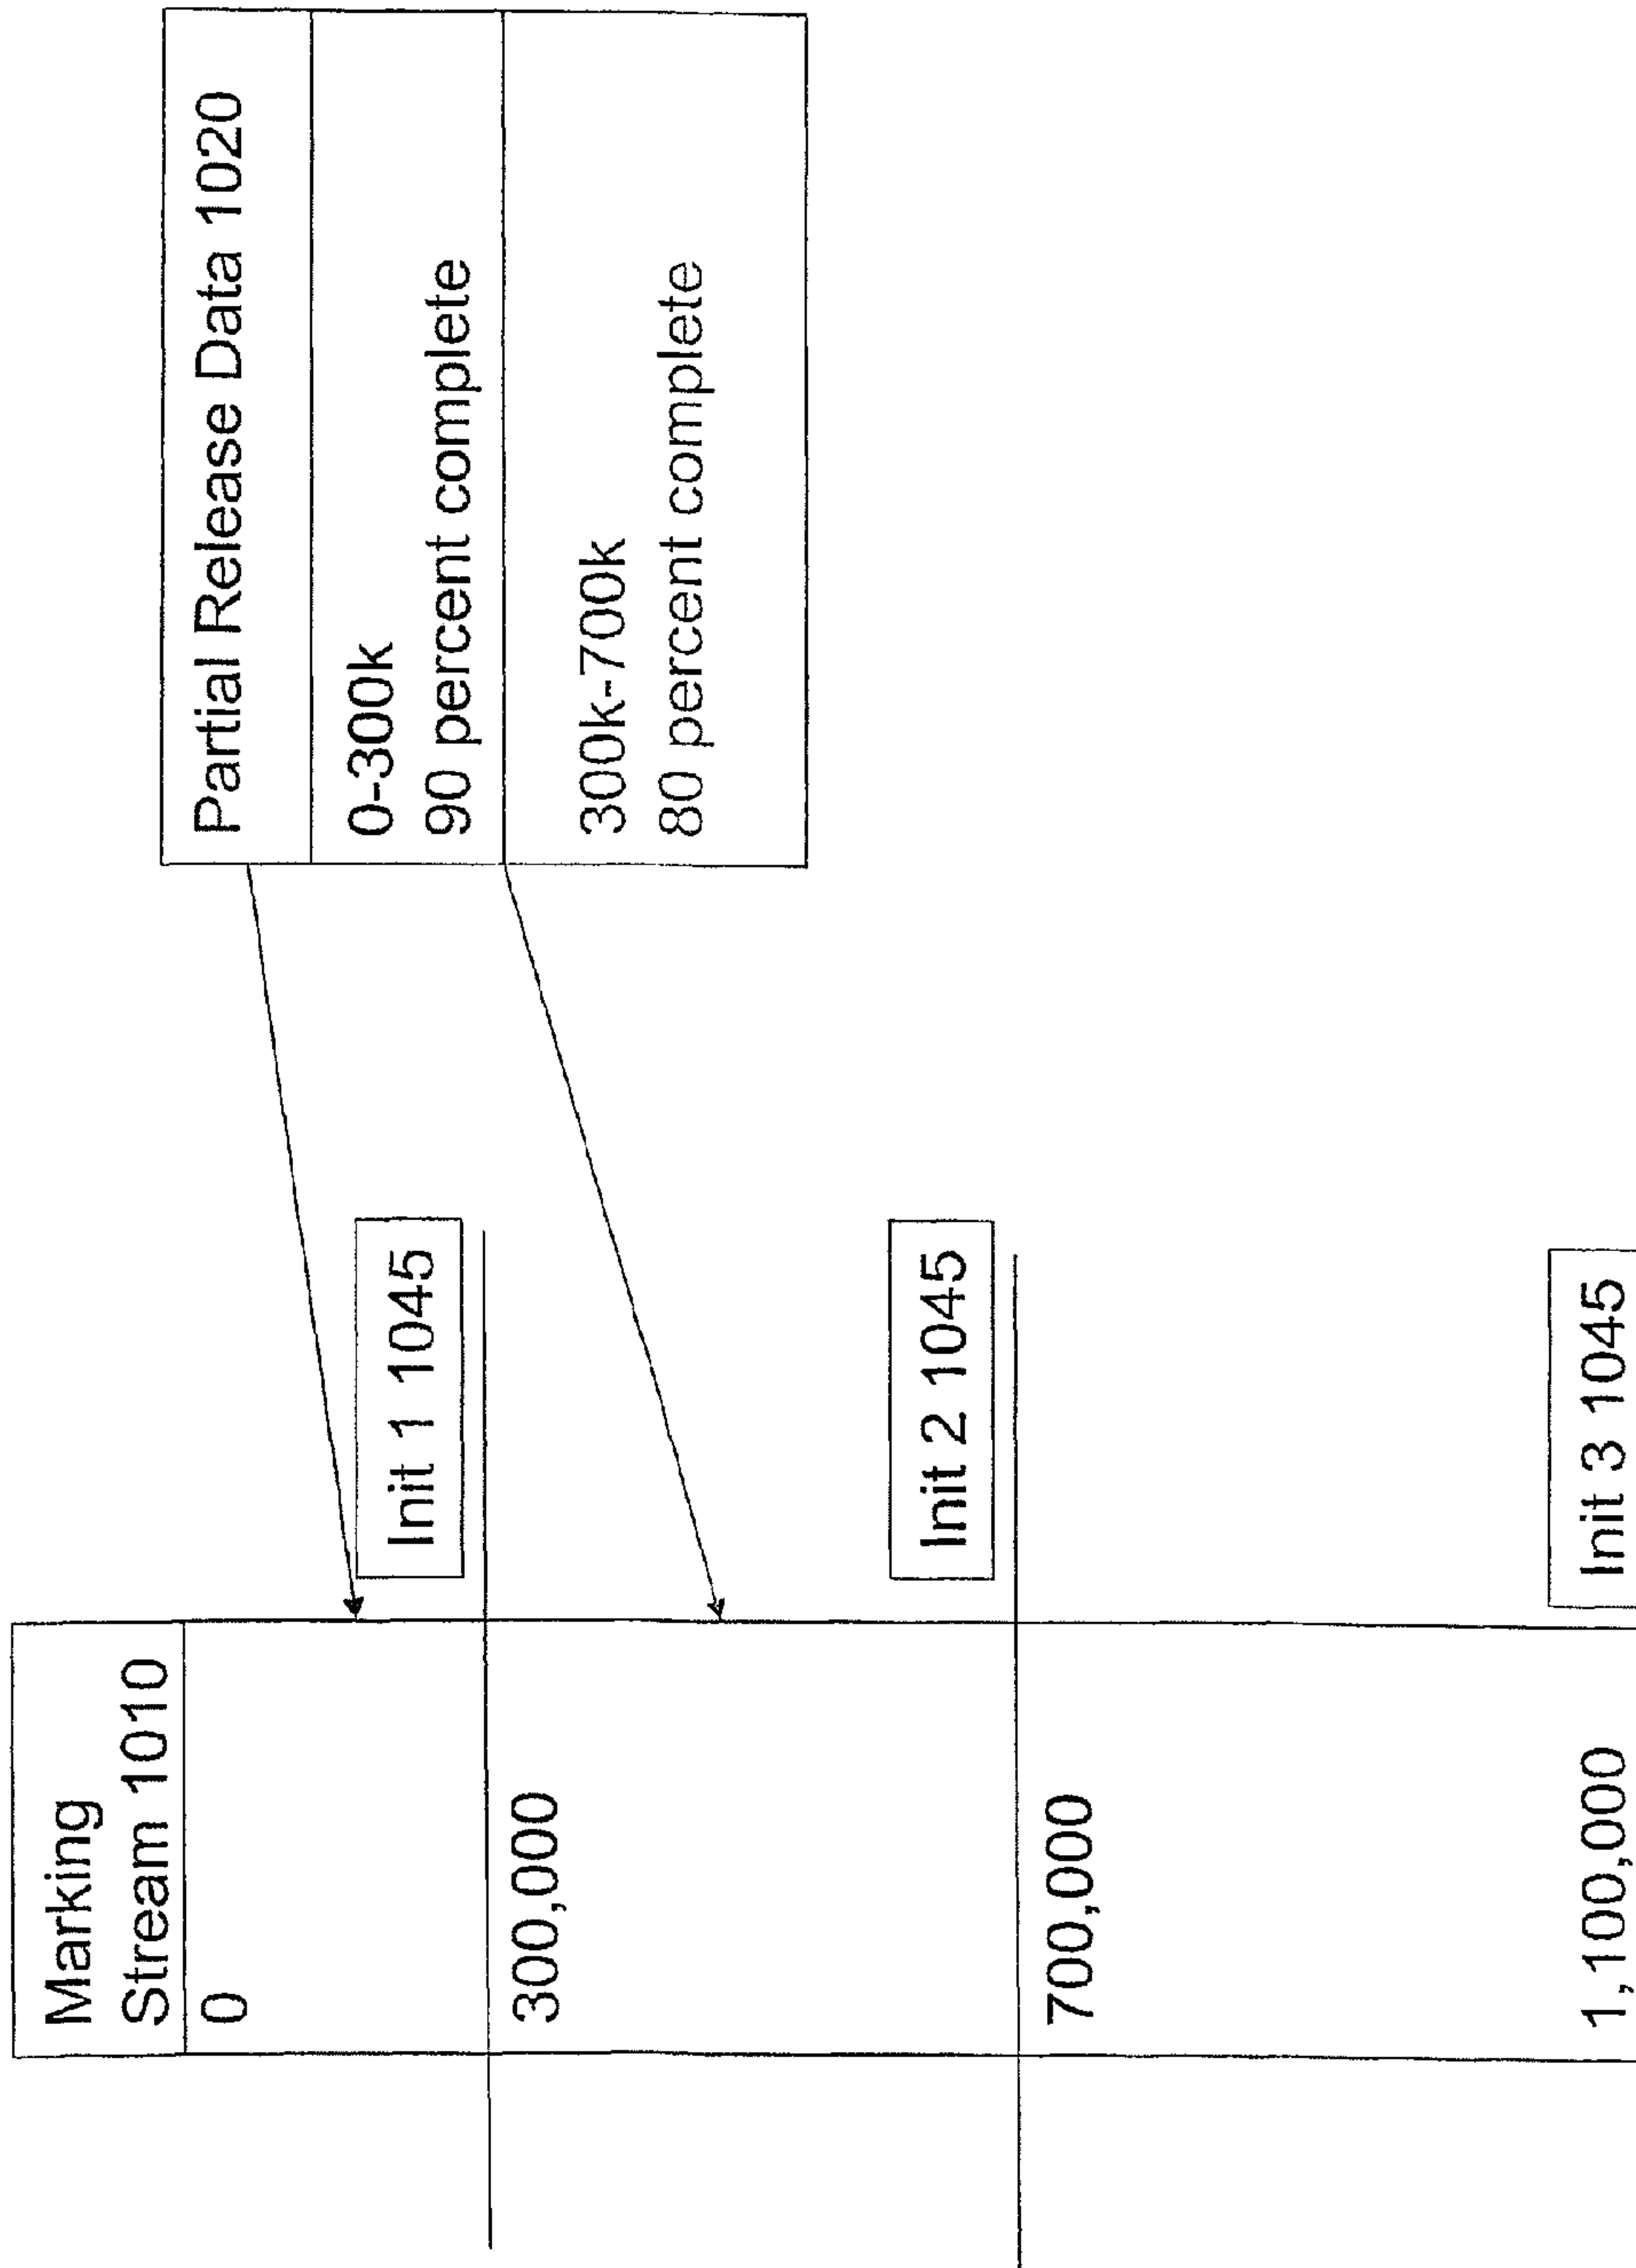 Marking
Stream 1010
0
300,000
700,000
1,100,000
Init 1 1045
Init 2 1045
Init 3 1045
Partial Release Data 1020
0-300k
90 percent complete
300k-700k
80 percent complete